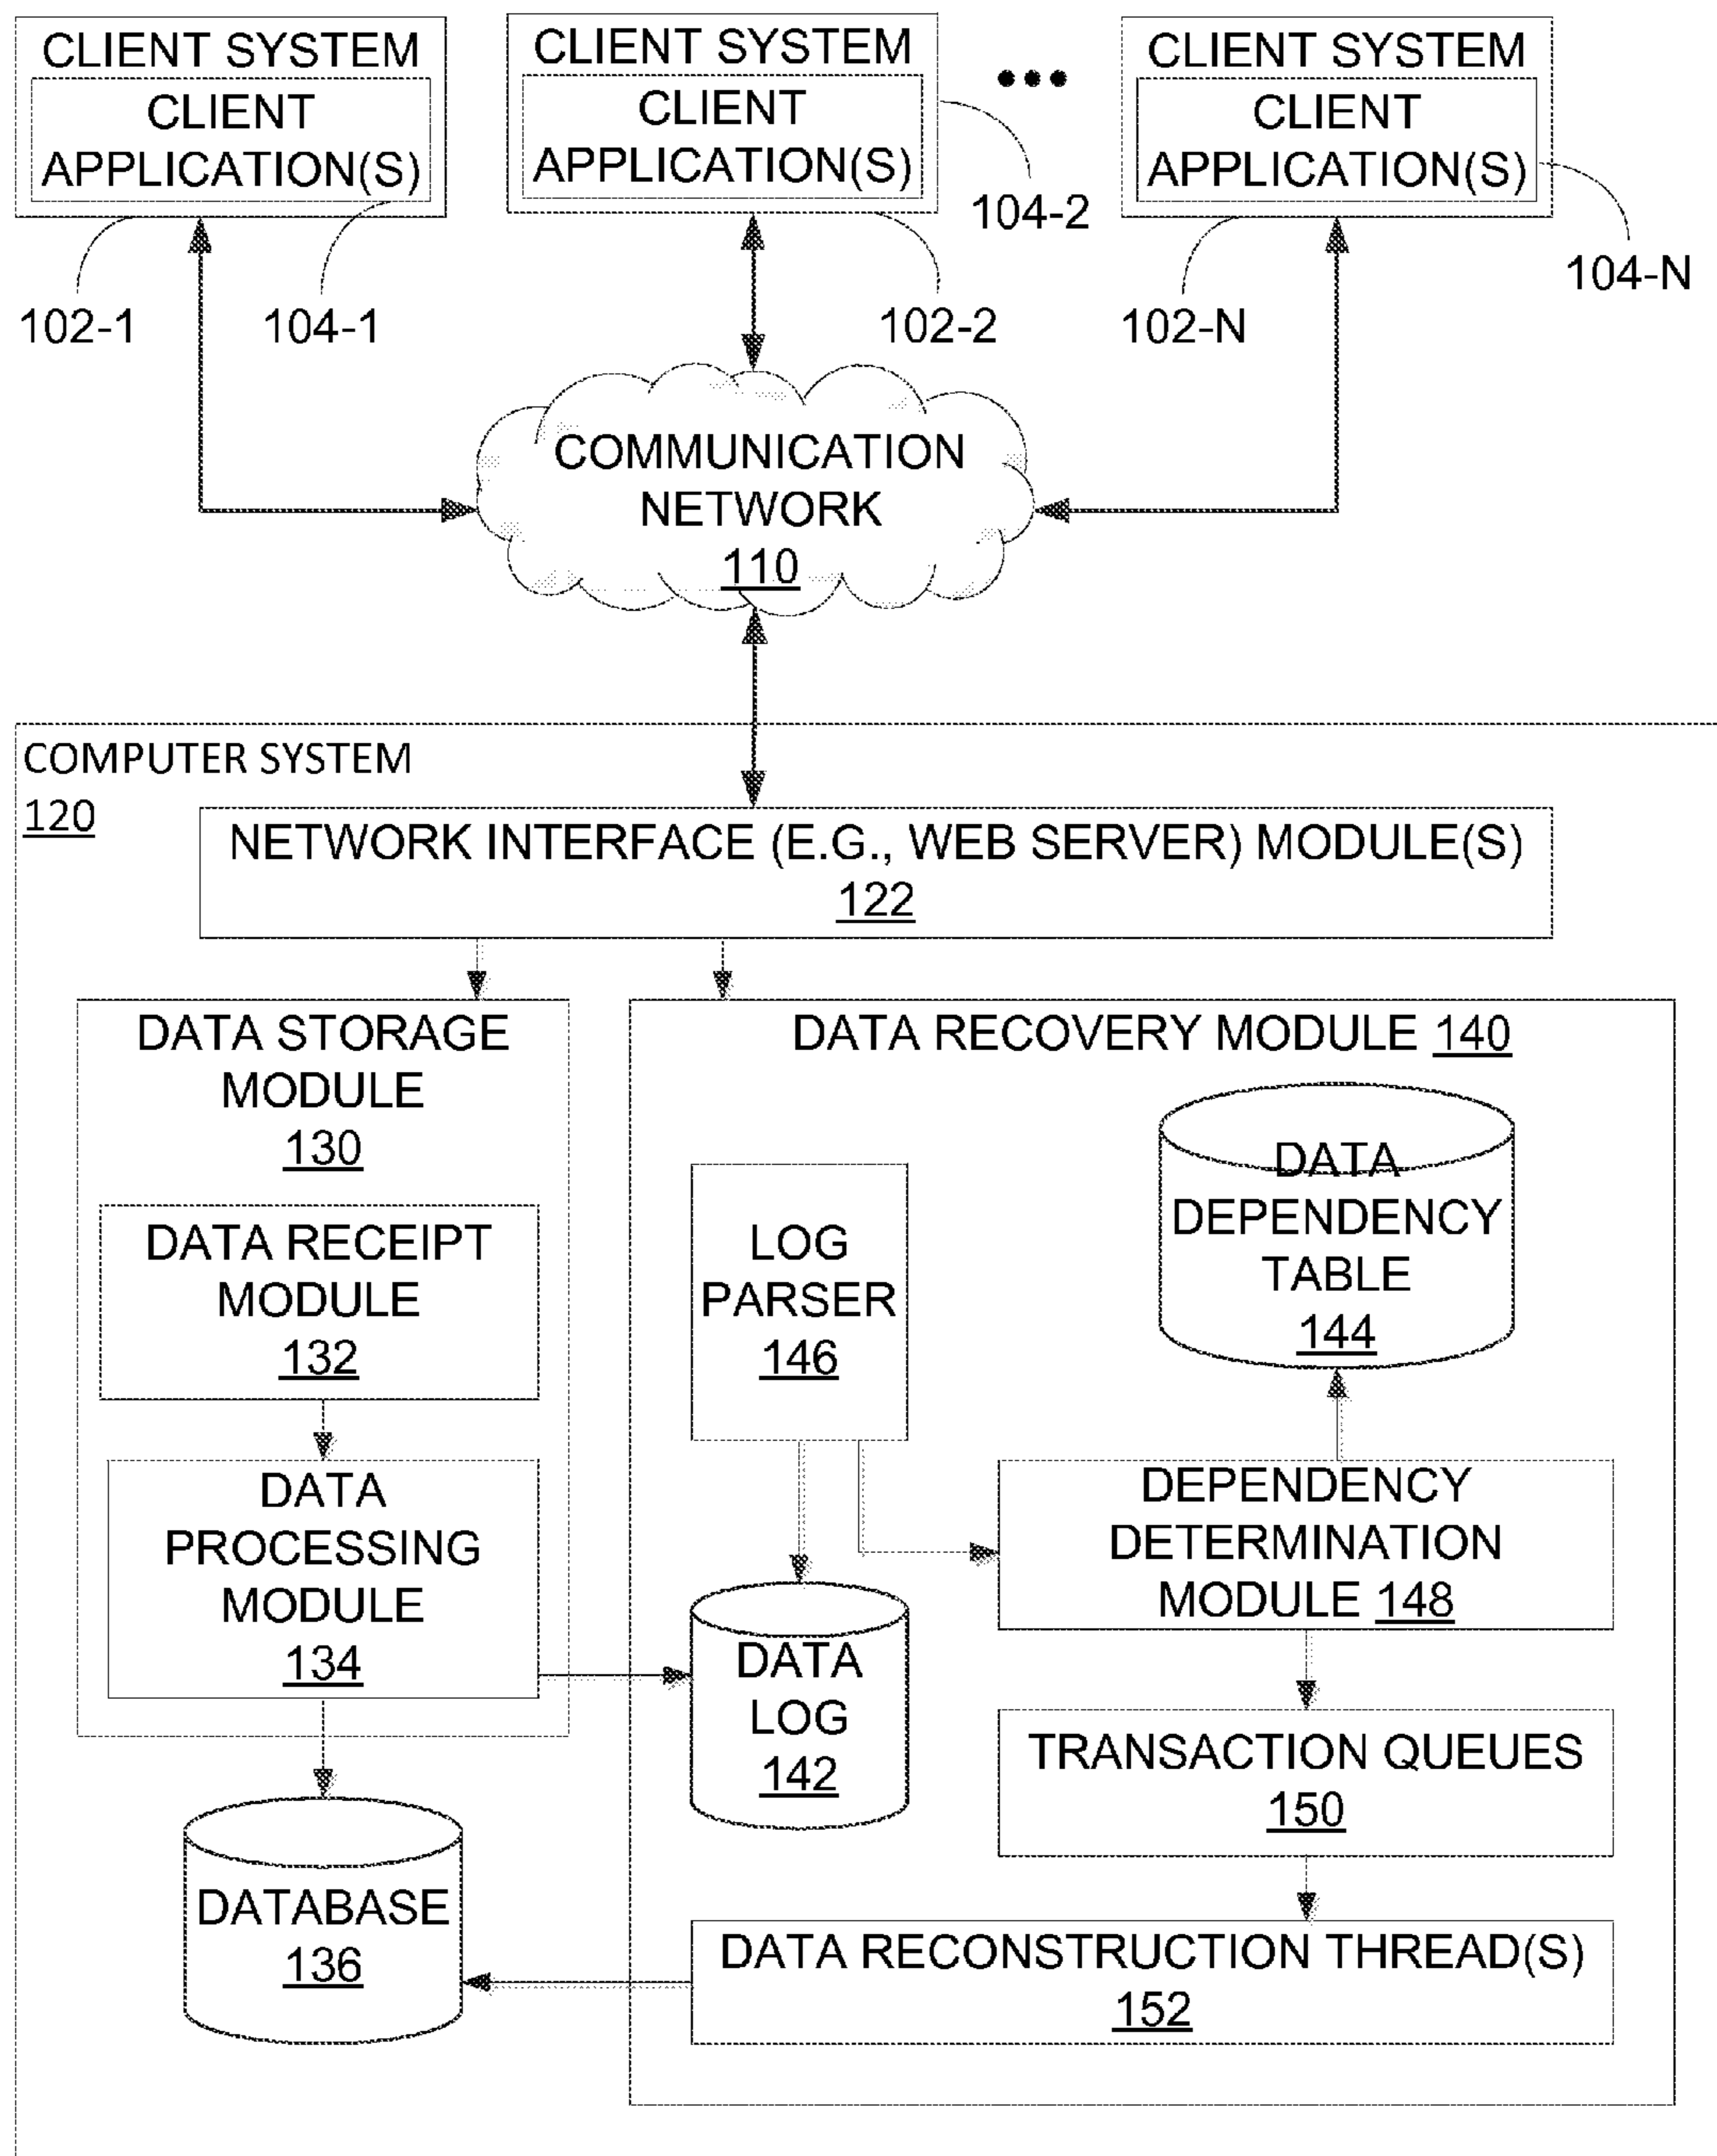 CLIENT SYSTEM
CLIENT
APPLICATION(S)
CLIENT SYSTEM
CLIENT
APPLICATION(S)
CLIENT SYSTEM
CLIENT
APPLICATION(S)
102-1
104-1
102-2
104-2
102-N
104-N
COMMUNICATION
NETWORK
110
COMPUTER SYSTEM
120
NETWORK INTERFACE (E.G., WEB SERVER) MODULE(S)
122
DATA STORAGE
MODULE
130
DATA RECEIPT
MODULE
132
DATA
PROCESSING
MODULE
134
DATABASE
136
DATA RECOVERY MODULE 140
LOG
PARSER
146
DATA
DEPENDENCY
TABLE
144
DEPENDENCY
DETERMINATION
MODULE 148
DATA
LOG
142
TRANSACTION QUEUES
150
DATA RECONSTRUCTION THREAD(S)
152